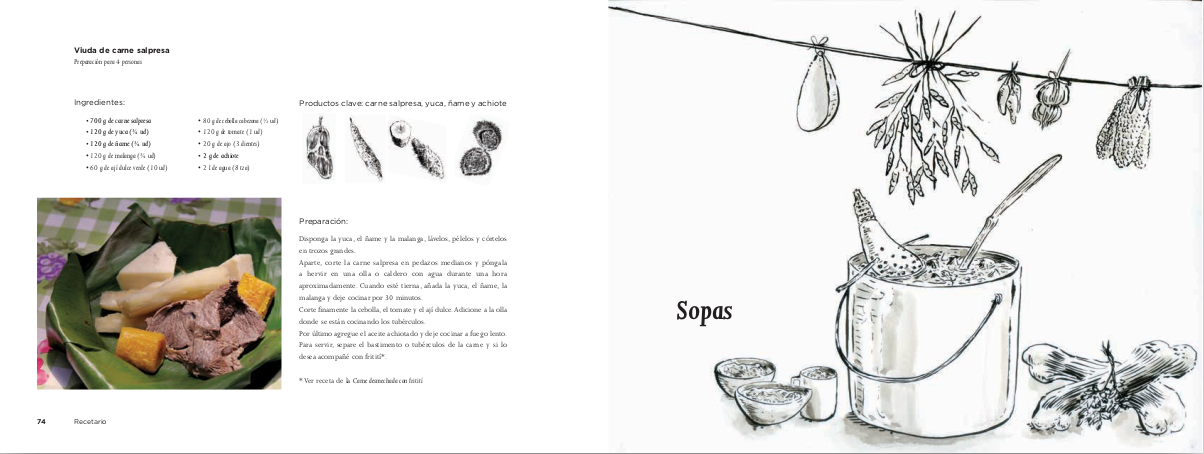 Viuda de carne salpresa
Preparación para 4 personas
Ingredientes:
• 700 g de carne salpresa
• 120 g de yuca (¼ ud)
• 120 g de ñame (¼ ud)
• 120 g de malanga (¼ ud)
• 60 g de ají dulce verde (10 ud)
• 80 g de cebolla cabezona (½ ud)
• 120 g de tomate (1 ud)
• 20 g de ajo (3 dientes)
• 2 g de achiote
• 2 l de agua (8 tza)
Productos clave: carne salpresa, yuca, ñame y achiote
Preparación:
Disponga la yuca, el ñame y la malanga, lávelos, pélelos y córtelos
en trozos grandes.
Aparte, corte la carne salpresa en pedazos medianos y póngala
a hervir en una olla o caldero con agua durante una hora
aproximadamente. Cuando esté tierna, añada la yuca, el ñame, la
malanga y deje cocinar por 30 minutos.
Corte finamente la cebolla, el tomate y el ají dulce. Adicione a la olla
donde se están cocinando los tubérculos.
Por último agregue el aceite achiotado y deje cocinar a fuego lento.
Para servir, separe el bastimento o tubérculos de la carne y si lo
desea acompañé con fritití*.
* Ver receta de la Carne desmechada con fritití
74
Recetario
Sopas